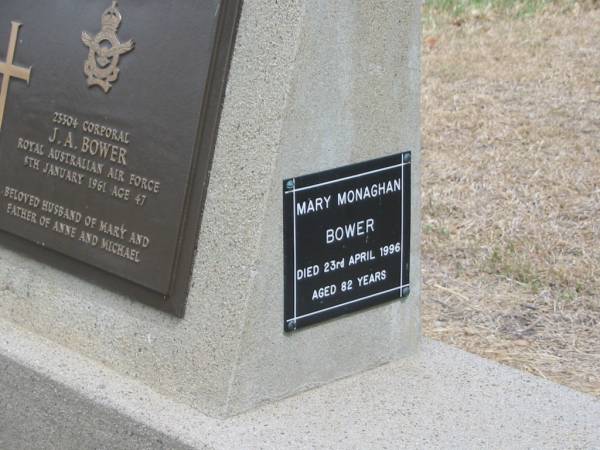 23304 CORPORAL
J. A. BOWER
ROYAL AUSTRALIAN AIR FORCE
8TH JANUARY 1961 AGE 47
BELOVED HUSBAND OF MARY AND
FATHER OF ANNE AND MICHAEL
MARY MONAGHAN
BOWER
DIED 23rd APRIL 1996
AGED 82 YEARS